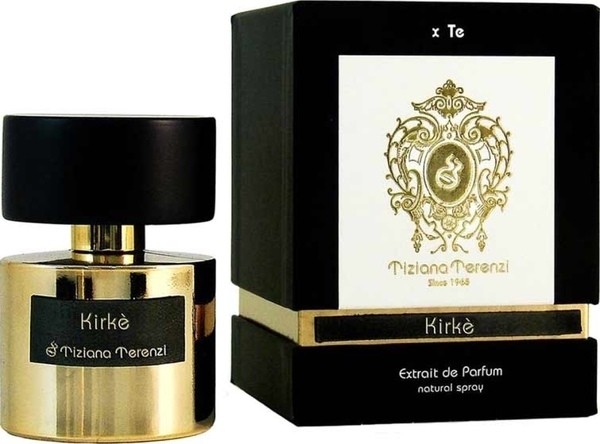 x Te
Tiziana Terenzi
Since 1968
Kirkè
Extrait de Parfum
natural spray
Kirkè
Tiziana Terenzi